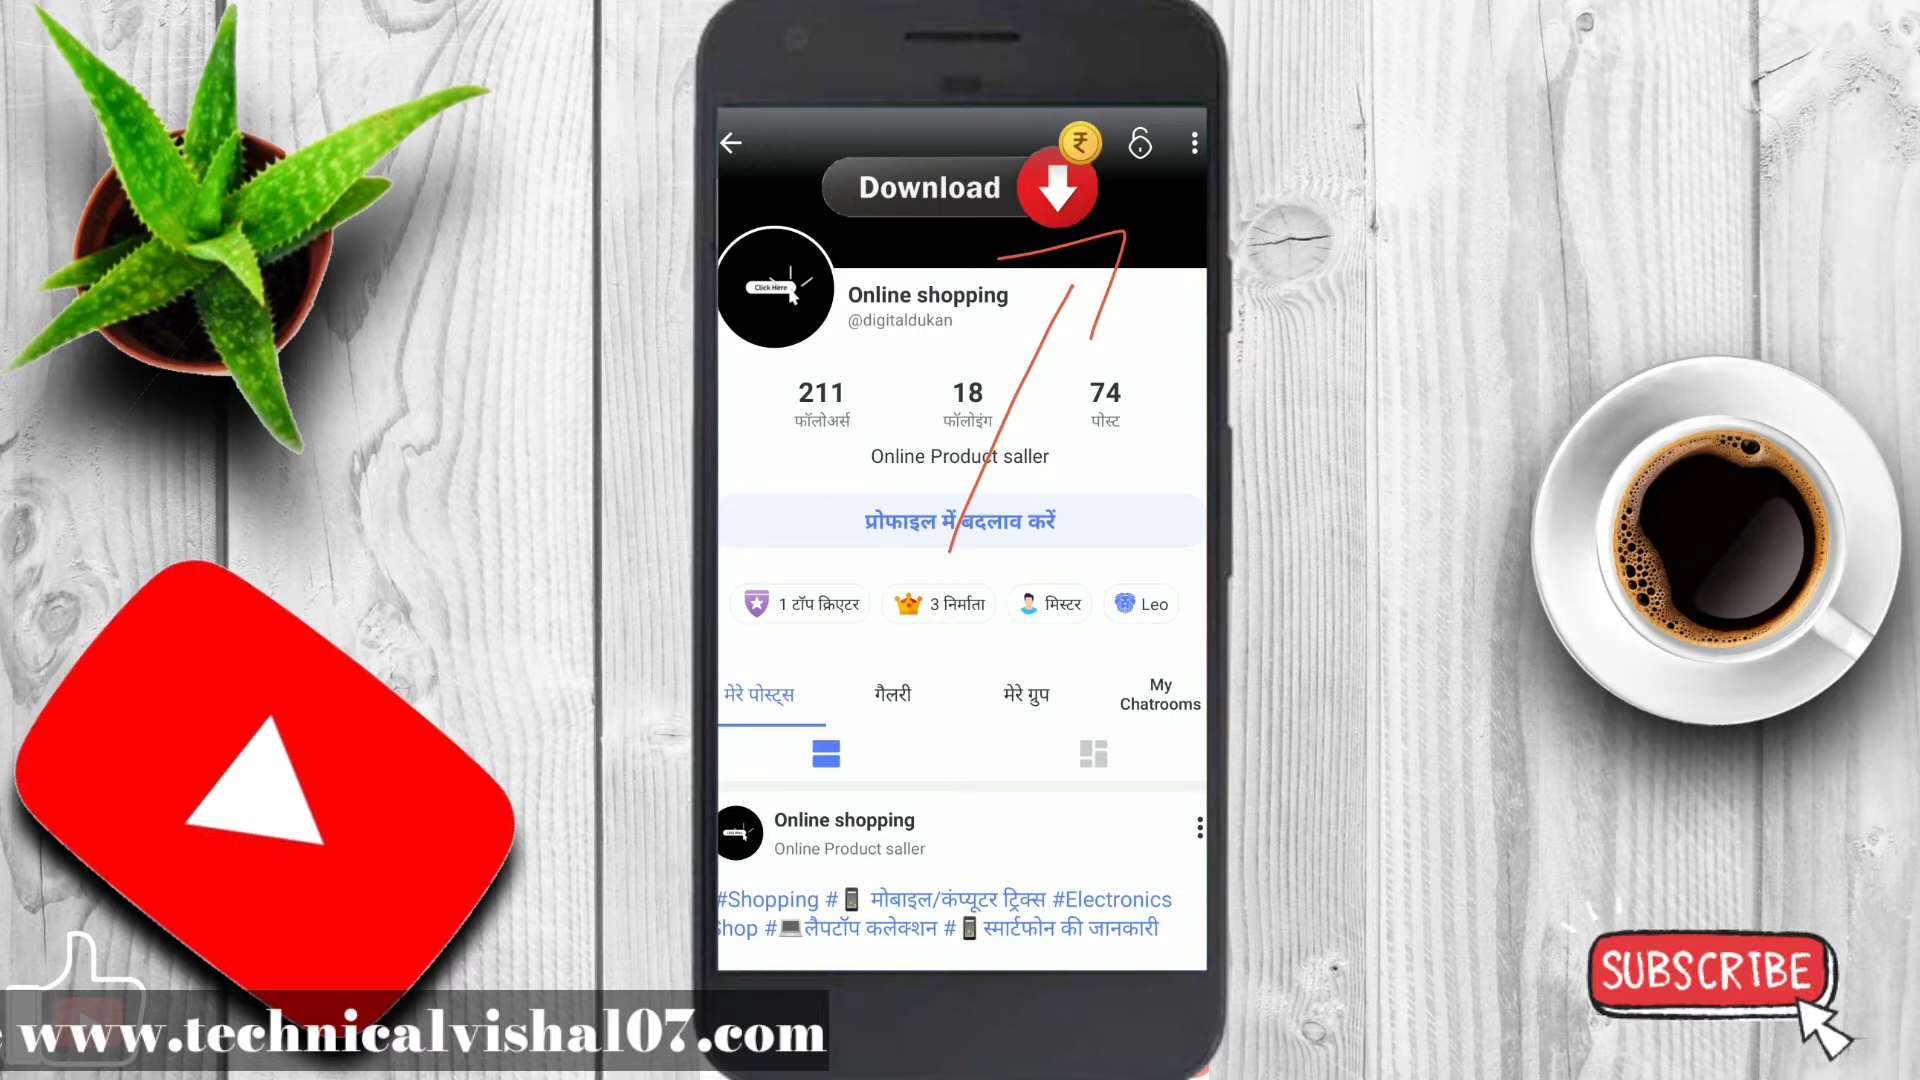 ₹
Download
Click Here
Online shopping
@digitaldukan
211 18 74
फॉलोअर्स फॉलोइंग पोस्ट
Online Product saller
प्रोफाइल में बदलाव करें
1 टॉप क्रिएटर 3 निर्माता मिस्टर Leo
मेरे पोस्ट्स गैलरी मेरे ग्रुप My Chatrooms
Online shopping
Online Product saller
#Shopping #📱 मोबाइल/कंप्यूटर ट्रिक्स #Electronics
hop #💻लैपटॉप कलेक्शन #📱स्मार्टफोन की जानकारी
SUBSCRIBE
www.technicalvishal07.com